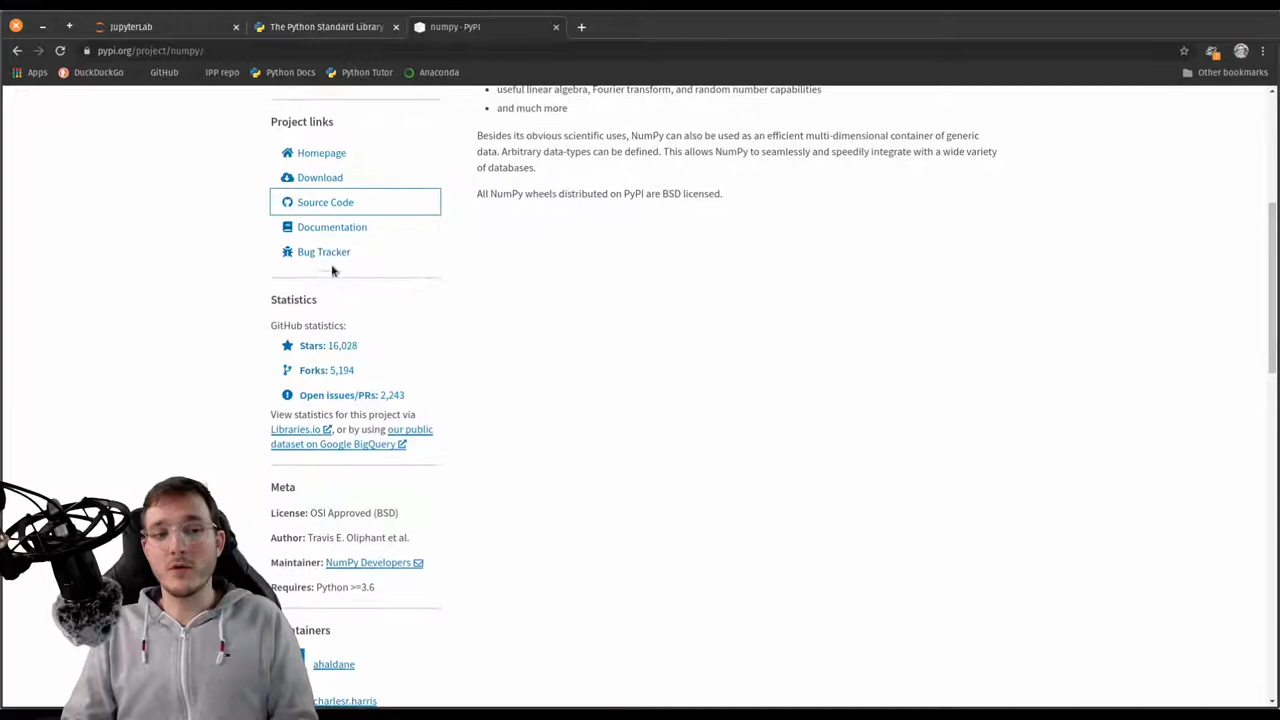 JupyterLab
The Python Standard Library
numpy · PyPI
pypi.org/project/numpy/
Apps
DuckDuckGo
GitHub
IPP repo
Python Docs
Python Tutor
Anaconda
Other bookmarks
useful linear algebra, Fourier transform, and random number capabilities
and much more
Besides its obvious scientific uses, NumPy can also be used as an efficient multi-dimensional container of generic
data. Arbitrary data-types can be defined. This allows NumPy to seamlessly and speedily integrate with a wide variety
of databases.
All NumPy wheels distributed on PyPI are BSD licensed.
Project links
Homepage
Download
Source Code
Documentation
Bug Tracker
Statistics
GitHub statistics:
Stars: 16,028
Forks: 5,194
Open issues/PRs: 2,243
View statistics for this project via
Libraries.io, or by using our public
dataset on Google BigQuery
Meta
License: OSI Approved (BSD)
Author: Travis E. Oliphant et al.
Maintainer: NumPy Developers
Requires: Python >=3.6
ntainers
ahaldane
charlesr.harris